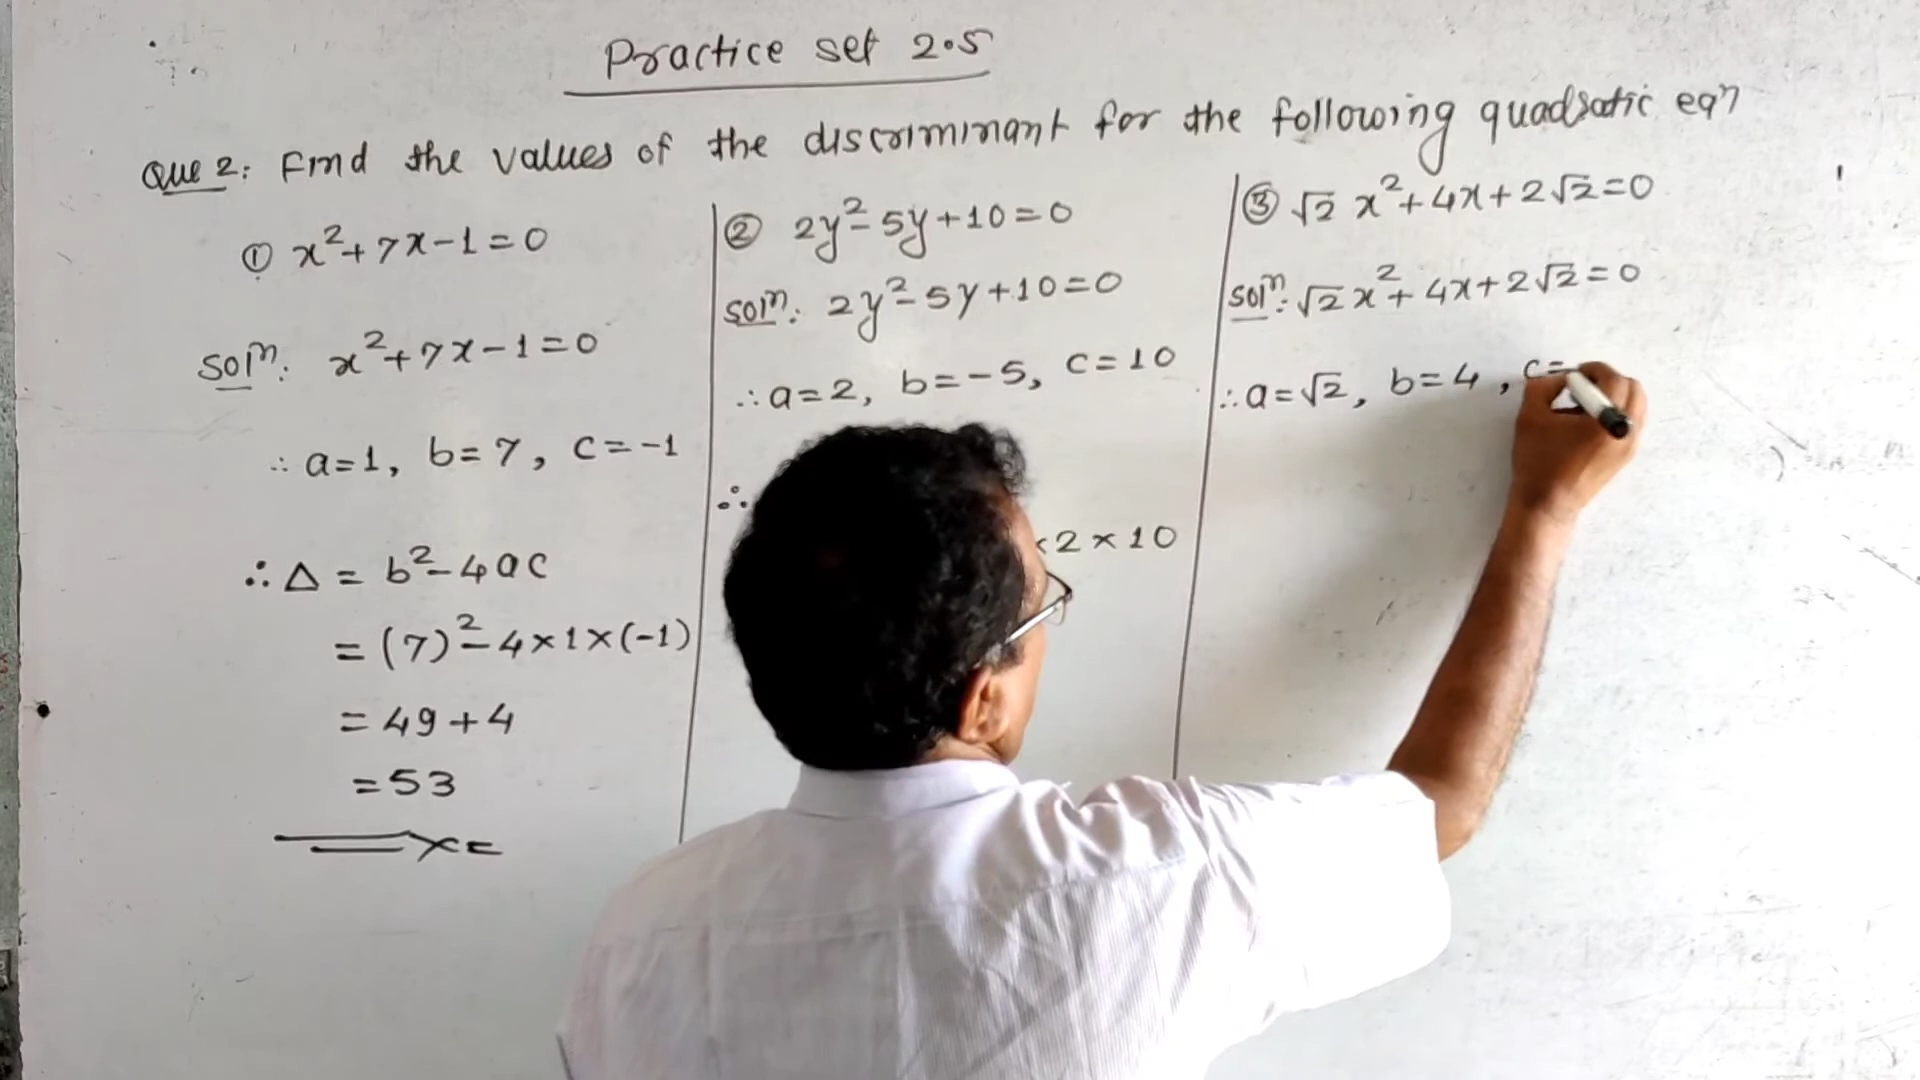 Practice set 2.5
Que 2: Find the values of the discriminant for the following quadratic eqn
① x²+7x-1=0
Soln: x²+7x-1=0
∴ a=1, b=7, c=-1
∴ Δ = b²-4ac
= (7)²-4×1×(-1)
= 49+4
= 53
② 2y²-5y+10=0
Soln: 2y²-5y+10=0
∴ a=2, b=-5, c=10
∴
×2×10
③ √2 x²+4x+2√2=0
Soln: √2x²+4x+2√2=0
∴ a=√2, b=4, c=